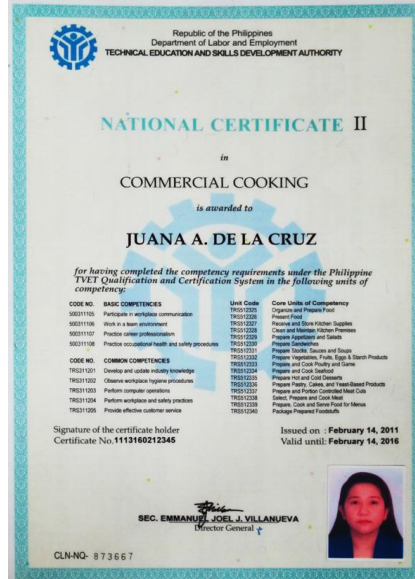 Republic of the Philippines
Department of Labor and Employment
TECHNICAL EDUCATION AND SKILLS DEVELOPMENT AUTHORITY
NATIONAL CERTIFICATE II
in
COMMERCIAL COOKING
is awarded to
JUANA A. DE LA CRUZ
for having completed the competency requirements under the Philippine
TVET Qualification and Certification System in the following units of
competency:
CODE NO. BASIC COMPETENCIES
500311105 Participate in workplace communication
500311106 Work in a team environment
500311107 Practice career professionalism
500311108 Practice occupational health and safety procedures
CODE NO. COMMON COMPETENCIES
TRS311201 Develop and update industry knowledge
TRS311202 Observe workplace hygiene procedures
TRS311203 Perform computer operations
TRS311204 Perform workplace and safety practices
TRS311205 Provide effective customer service
Unit Code Core Units of Competency
TRS512325 Organize and Prepare Food
TRS512326 Present Food
TRS512327 Receive and Store Kitchen Supplies
TRS512328 Clean and Maintain Kitchen Premises
TRS512329 Prepare Appetizers and Salads
TRS512330 Prepare Sandwiches
TRS512331 Prepare Stocks, Sauces and Soups
TRS512332 Prepare Vegetables, Fruits, Eggs & Starch Products
TRS512333 Prepare and Cook Poultry and Game
TRS512334 Prepare and Cook Seafood
TRS512335 Prepare Hot and Cold Desserts
TRS512336 Prepare Pastry, Cakes, and Yeast-Based Products
TRS512337 Prepare and Portion Controlled Meat Cuts
TRS512338 Select, Prepare and Cook Meat
TRS512339 Prepare, Cook and Serve Food for Menus
TRS512340 Package Prepared Foodstuffs
Signature of the certificate holder
Certificate No.1113160212345
Issued on : February 14, 2011
Valid until: February 14, 2016
SEC. EMMANUEL JOEL J. VILLANUEVA
Director General
CLN-NQ- 873667